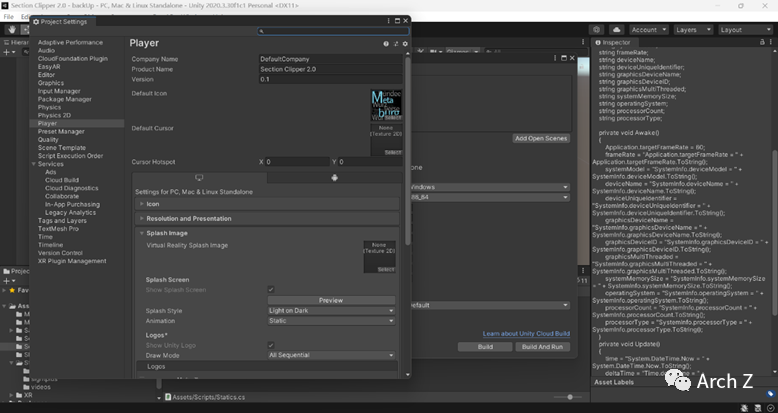 Section Clipper 2.0 - backUp - PC, Mac & Linux Standalone - Unity 2020.3.38f1c1 Personal <DX11>
File
Account
Layers
Layout
Project Settings
Adaptive Performance
Audio
CloudFoundation Plugin
EasyAR
Editor
Graphics
Input Manager
Package Manager
Physics
Physics 2D
Player
Preset Manager
Quality
Scene Template
Script Execution Order
Services
Ads
Cloud Build
Cloud Diagnostics
Collaborate
In-App Purchasing
Legacy Analytics
Tags and Layers
TextMesh Pro
Time
Timeline
Version Control
XR Plugin Management
Player
Company Name DefaultCompany
Product Name Section Clipper 2.0
Version 0.1
Default Icon
Select
Default Cursor
None
(Texture 2D)
Select
Cursor Hotspot X 0 Y 0
Settings for PC, Mac & Linux Standalone
Icon
Resolution and Presentation
Splash Image
Virtual Reality Splash Image
None
(Texture 2D)
Select
Splash Screen
Show Splash Screen
Preview
Splash Style Light on Dark
Animation Static
Logos*
Show Unity Logo
Draw Mode All Sequential
Logos
Add Open Scenes
Learn about Unity Cloud Build
Build
Build And Run
Inspector
string frameRate;
string deviceName;
string deviceUniqueIdentifier;
string graphicsDeviceName;
string graphicsDeviceID;
string graphicsMultiThreaded;
string systemMemorySize;
string operatingSystem;
string processorCount;
string processorType;
private void Awake()
{
Application.targetFrameRate = 60;
frameRate = "Application.targetFrameRate = " +
Application.targetFrameRate.ToString();
systemModel = "SystemInfo.deviceModel = " +
SystemInfo.deviceModel.ToString();
deviceName = "SystemInfo.deviceName = " +
SystemInfo.deviceName.ToString();
deviceUniqueIdentifier =
"SystemInfo.deviceUniqueIdentifier = " +
SystemInfo.deviceUniqueIdentifier.ToString();
graphicsDeviceName =
"SystemInfo.graphicsDeviceName = " +
SystemInfo.graphicsDeviceName.ToString();
graphicsDeviceID = "SystemInfo.graphicsDeviceID = " +
SystemInfo.graphicsDeviceID.ToString();
graphicsMultiThreaded =
"SystemInfo.graphicsMultiThreaded = " +
SystemInfo.graphicsMultiThreaded.ToString();
systemMemorySize = "SystemInfo.systemMemorySize
= " + SystemInfo.systemMemorySize.ToString();
operatingSystem = "SystemInfo.operatingSystem = " +
SystemInfo.operatingSystem.ToString();
processorCount = "SystemInfo.processorCount = " +
SystemInfo.processorCount.ToString();
processorType = "SystemInfo.processorType = " +
SystemInfo.processorType.ToString();
}
private void Update()
{
time = "System.DateTime.Now = " +
System.DateTime.Now.ToString();
Asset Labels
videos
XR
Assets/Scripts/Statics.cs
Arch Z